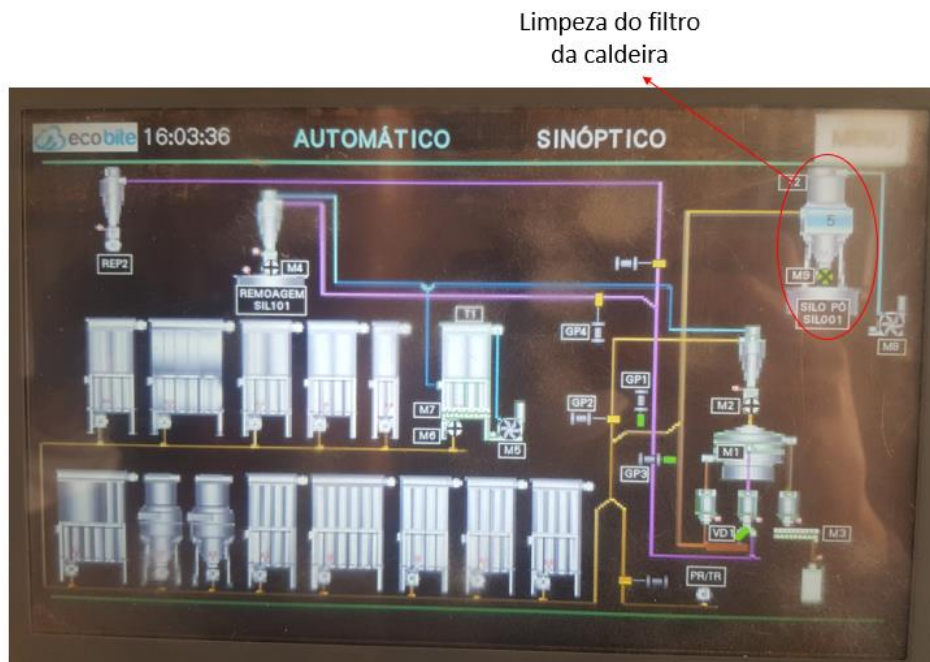 Limpeza do filtro
da caldeira
ecobite 16:03:36 AUTOMÁTICO SINÓPTICO MENU
REP2
M4
REMOAGEM
SIL101
T1
5
M9
SILO PÓ
SIL001
M8
GP4
GP1
GP2
M7
M6
M5
M2
M1
GP3
VD1
M3
PR/TR